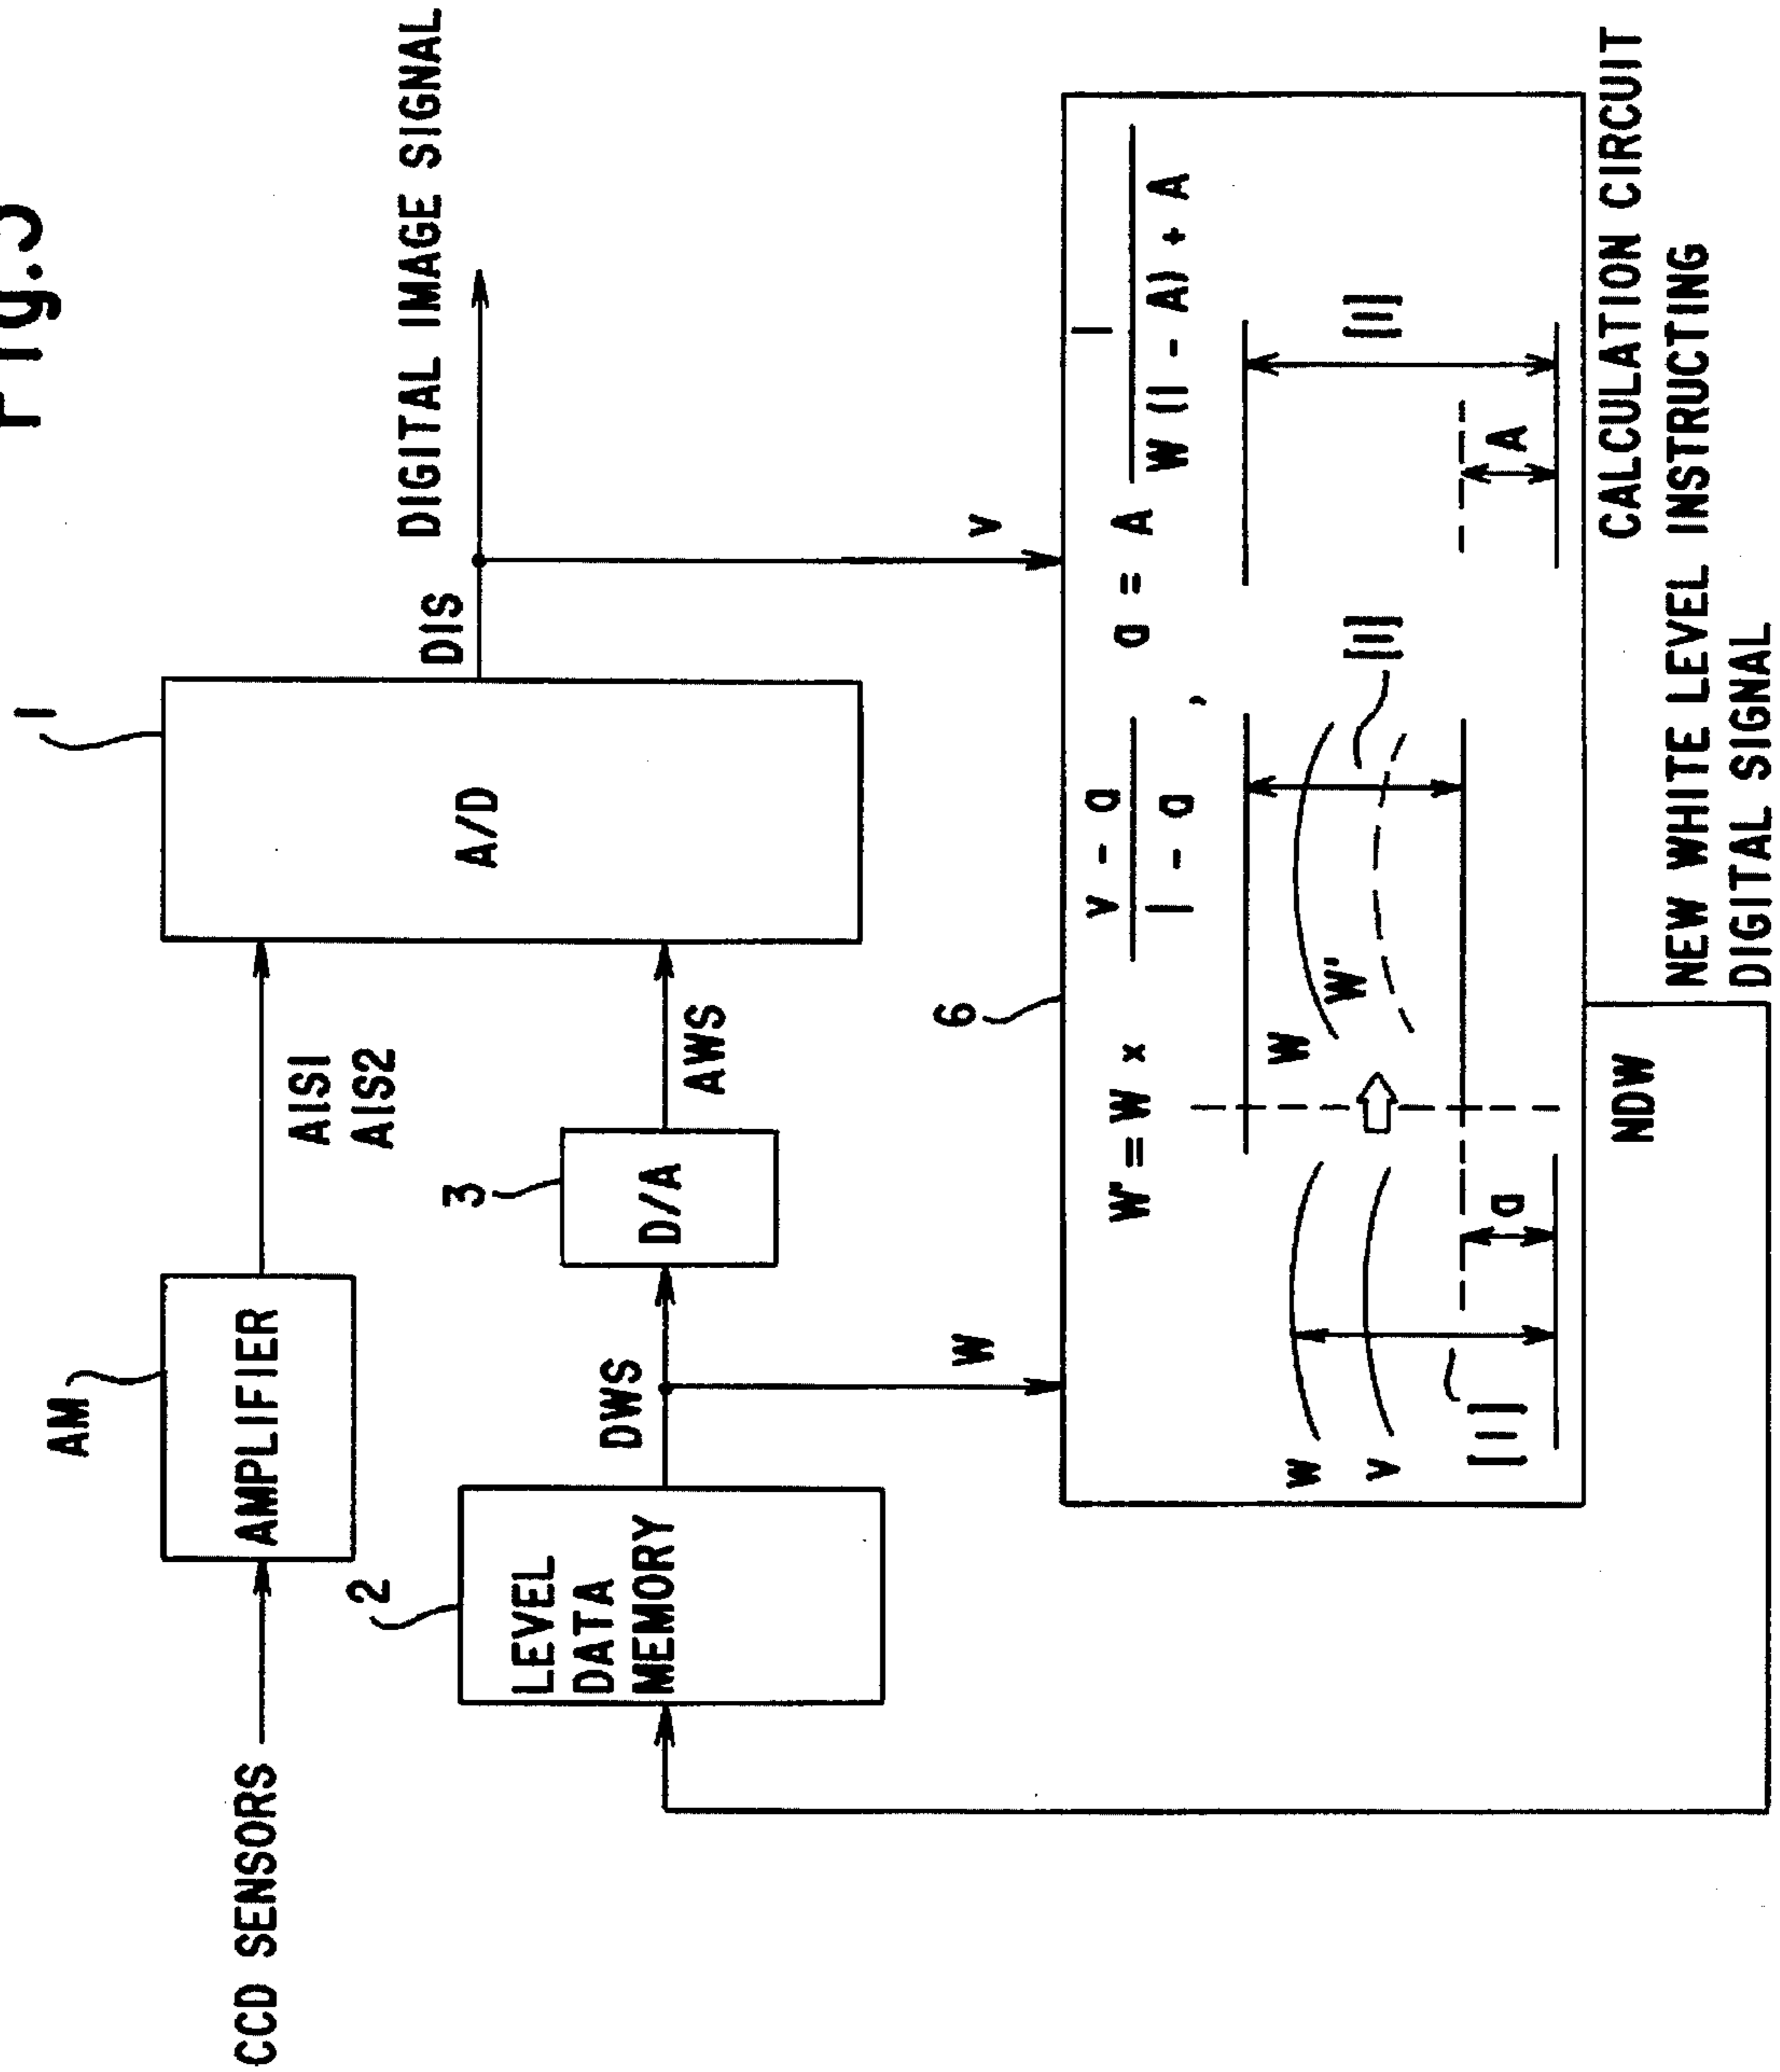 Fig.5
CCD SENSORS
AM
AMPLIFIER
AIS1
AIS2
1
A/D
DIS
DIGITAL IMAGE SIGNAL
2
LEVEL
DATA
MEMORY
DWS
3
D/A
AWS
W
v
6
W' = W x v - a / 1 - a , a = A 1 / W (1 - A) + A
w
v
[1]
a
W
W'
[1]
A
[1]
CALCULATION CIRCUIT
NDW
NEW WHITE LEVEL INSTRUCTING
DIGITAL SIGNAL